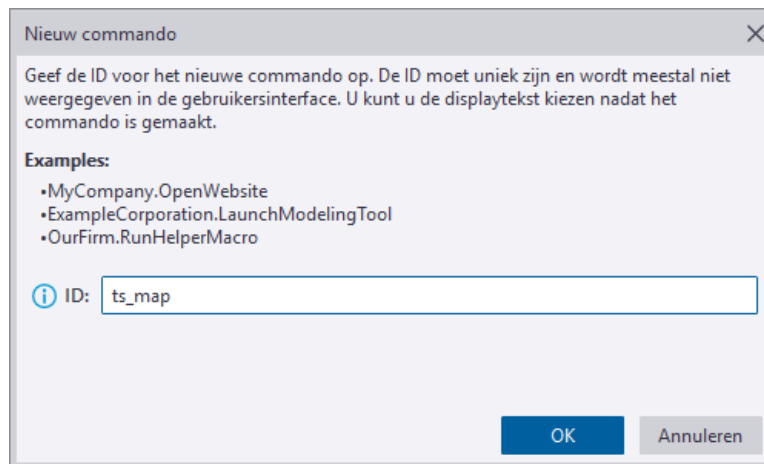 Nieuw commando
Geef de ID voor het nieuwe commando op. De ID moet uniek zijn en wordt meestal niet
weergegeven in de gebruikersinterface. U kunt u de displaytekst kiezen nadat het
commando is gemaakt.
Examples:
•MyCompany.OpenWebsite
•ExampleCorporation.LaunchModelingTool
•OurFirm.RunHelperMacro
ID: ts_map
OK Annuleren